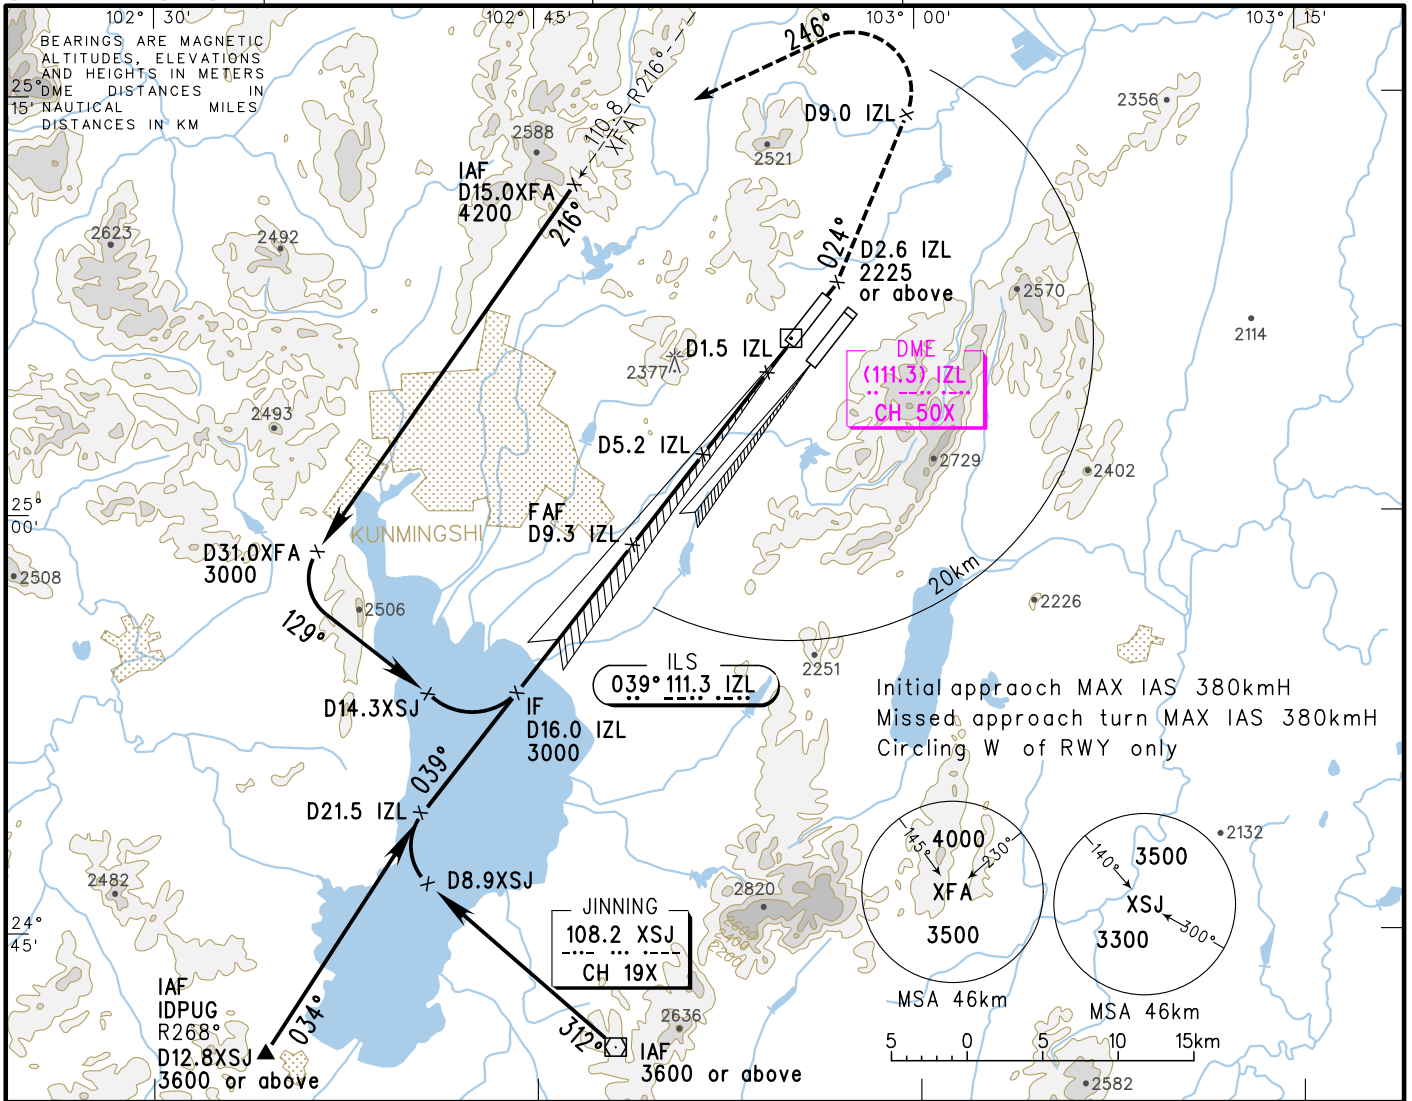 102° 30'
102° 45'
103° 00'
103° 15'
BEARINGS ARE MAGNETIC
ALTITUDES, ELEVATIONS
AND HEIGHTS IN METERS
DME DISTANCES IN
NAUTICAL MILES
DISTANCES IN KM
25°
15'
246°
110.8 R216°
XFA
2356
D9.0 IZL
2588
2521
IAF
D15.0XFA
4200
216°
2623
2492
024°
D2.6 IZL
2225
or above
2570
2114
D1.5 IZL
2377
DME
(111.3) IZL
CH 50X
2493
D5.2 IZL
2729
2402
25°
00'
KUNMINGSHI
FAF
D9.3 IZL
D31.0XFA
3000
2508
20km
2506
2226
129°
2251
ILS
039° 111.3 IZL
D14.3XSJ
IF
D16.0 IZL
3000
Initial appraoch MAX IAS 380kmH
Missed approach turn MAX IAS 380kmH
Circling W of RWY only
039°
D21.5 IZL
145°
4000
230°
XFA
3500
MSA 46km
140°
3500
XSJ
3300
300°
MSA 46km
2132
2482
D8.9XSJ
2820
2600
2400
2200
24°
45'
JINNING
108.2 XSJ
CH 19X
IAF
IDPUG
R268°
D12.8XSJ
3600 or above
034°
312°
2636
IAF
3600 or above
5 0 5 10 15km
2582